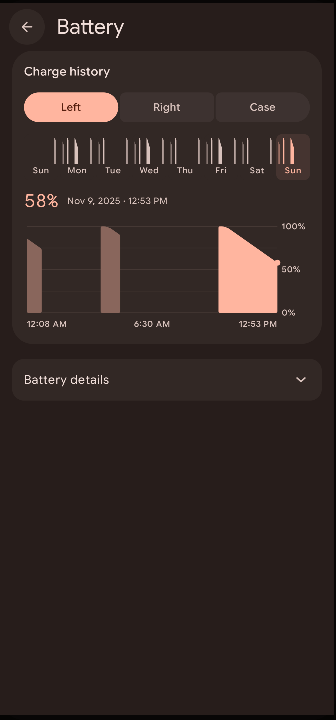 Battery
Charge history
Left Right Case
Sun Mon Tue Wed Thu Fri Sat Sun
58% Nov 9, 2025 · 12:53 PM
100%
50%
0%
12:08 AM 6:30 AM 12:53 PM
Battery details